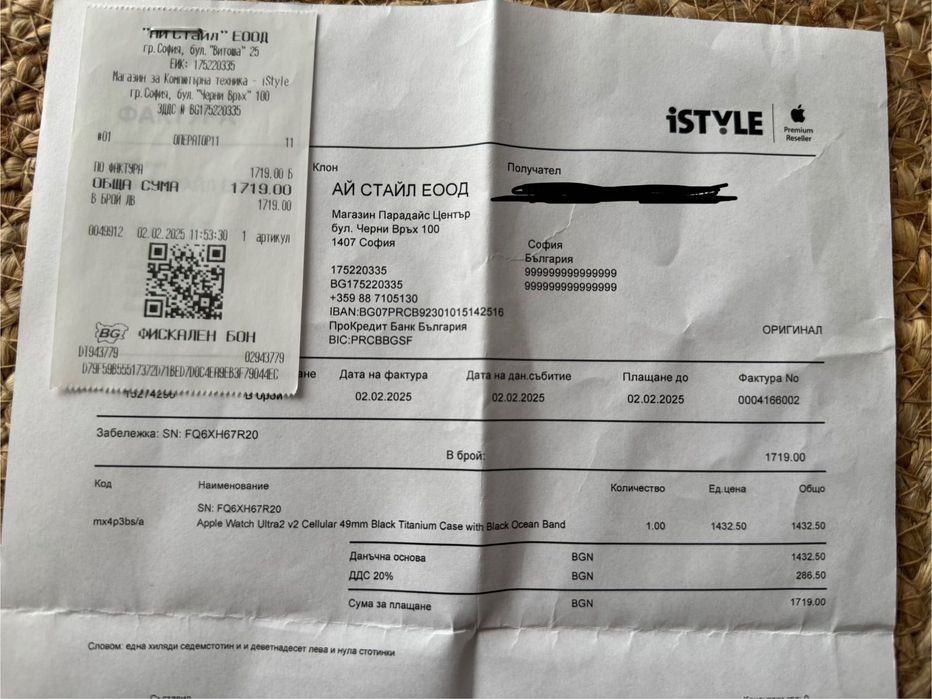 "АЙ СТАЙЛ" ЕООД
гр.София, бул. "Витоша" 25
ЕИК: 175220335
Магазин за Компютърна техника - iStyle
гр.София, бул. "Черни Връх" 100
ЗДДС № BG175220335
#01 ОПЕРАТОР11 11
ПО ФАКТУРА 1719.00 Б
ОБЩА СУМА 1719.00
В БРОЙ ЛВ 1719.00
0049912 02.02.2025 11:53:30 1 артикул
BG ФИСКАЛЕН БОН
DT943779 02943779
iSTYLE
Premium
Reseller
Клон
АЙ СТАЙЛ ЕООД
Магазин Парадайс Център
бул. Черни Връх 100
1407 София
175220335
BG175220335
+359 88 7105130
IBAN:BG07PRCB92301015142516
ПроКредит Банк България
BIC:PRCBBGSF
Получател
София
България
999999999999999
999999999999999
ОРИГИНАЛ
Дата на фактура Дата на дан.събитие Плащане до Фактура No
В брой 02.02.2025 02.02.2025 02.02.2025 0004166002
Забележка: SN: FQ6XH67R20
В брой: 1719.00
Код Наименование Количество Ед.цена Общо
SN: FQ6XH67R20
mx4p3bs/a Apple Watch Ultra2 v2 Cellular 49mm Black Titanium Case with Black Ocean Band 1.00 1432.50 1432.50
Данъчна основа BGN 1432.50
ДДС 20% BGN 286.50
Сума за плащане BGN 1719.00
Словом: една хиляди седемстотин и и деветнадесет лева и нула стотинки